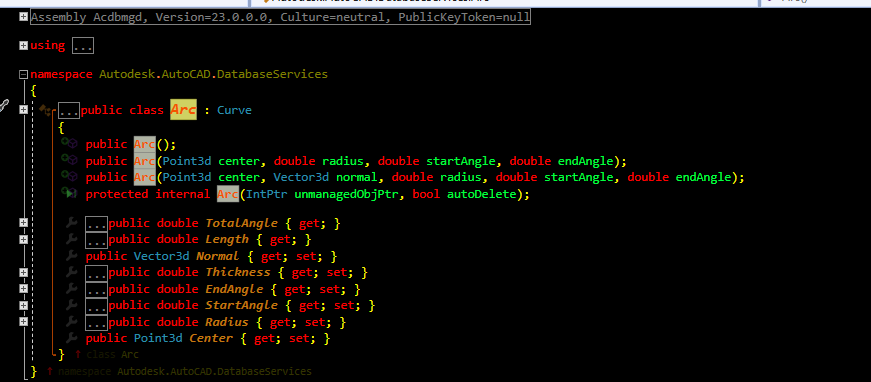 Assembly Acdbmgd, Version=23.0.0.0, Culture=neutral, PublicKeyToken=null
using ...
namespace Autodesk.AutoCAD.DatabaseServices
{
...public class Arc : Curve
{
public Arc();
public Arc(Point3d center, double radius, double startAngle, double endAngle);
public Arc(Point3d center, Vector3d normal, double radius, double startAngle, double endAngle);
protected internal Arc(IntPtr unmanagedObjPtr, bool autoDelete);
...public double TotalAngle { get; }
...public double Length { get; }
public Vector3d Normal { get; set; }
...public double Thickness { get; set; }
...public double EndAngle { get; set; }
...public double StartAngle { get; set; }
...public double Radius { get; set; }
public Point3d Center { get; set; }
} ↑ class Arc
} ↑ namespace Autodesk.AutoCAD.DatabaseServices